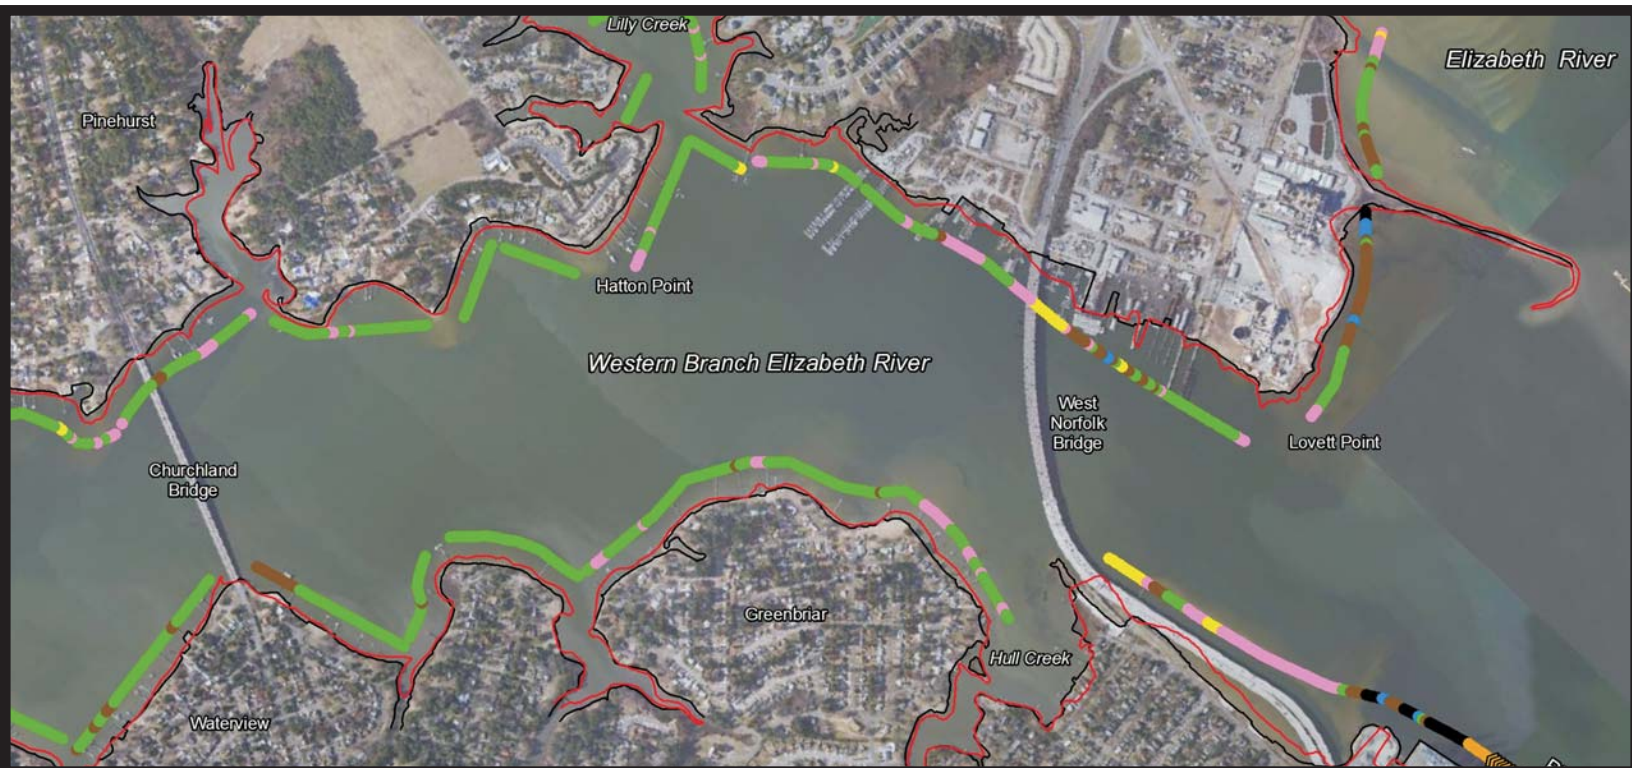 Lilly Creek
Elizabeth River
Pinehurst
Hatton Point
Western Branch Elizabeth River
West
Norfolk
Bridge
Lovett Point
Churchland
Bridge
Greenbriar
Hull Creek
Waterview